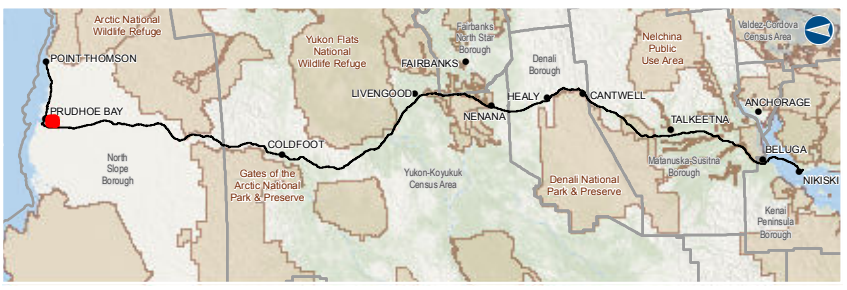 Arctic National
Wildlife Refuge
POINT THOMSON
PRUDHOE BAY
North
Slope
Borough
COLDFOOT
Gates of the
Arctic National
Park & Preserve
Yukon Flats
National
Wildlife Refuge
LIVENGOOD
Yukon-Koyukuk
Census Area
Fairbanks
North Star
Borough
FAIRBANKS
NENANA
Denali
Borough
HEALY
CANTWELL
Denali National
Park & Preserve
Nelchina
Public
Use Area
TALKEETNA
Matanuska-Susitna
Borough
Valdez-Cordova
Census Area
ANCHORAGE
BELUGA
NIKISKI
Kenai
Peninsula
Borough